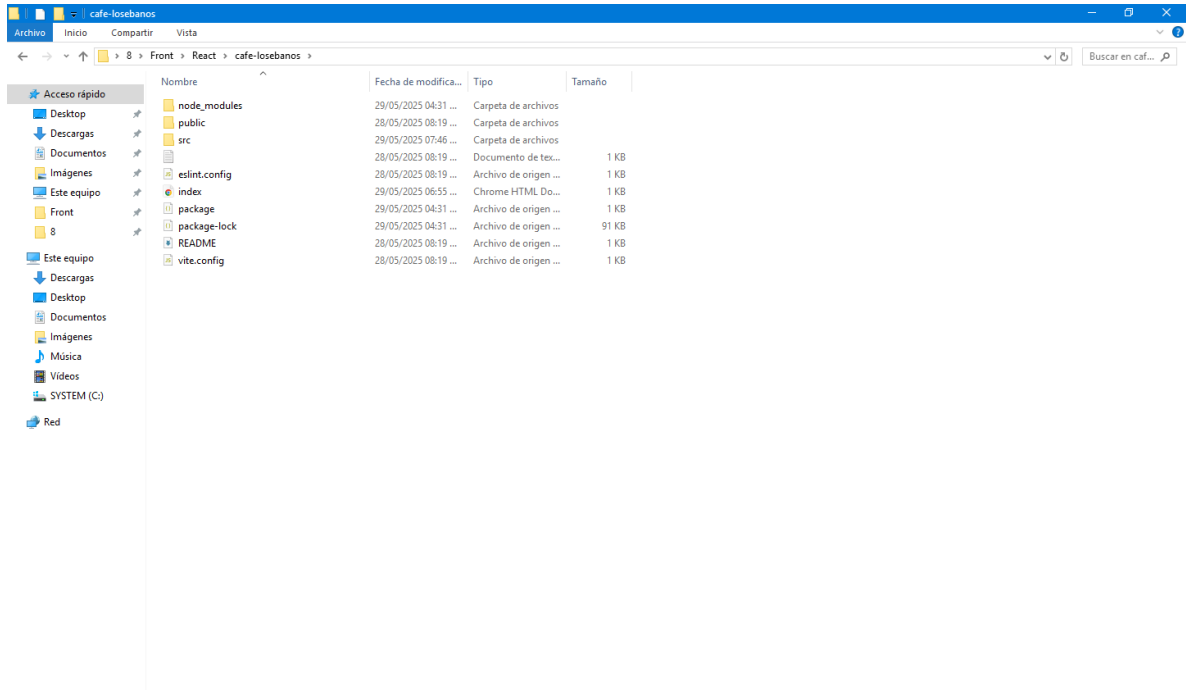 cafe-losebanos
Archivo Inicio Compartir Vista
8 › Front › React › cafe-losebanos ›
Buscar en caf...
Nombre Fecha de modifica... Tipo Tamaño
Acceso rápido
Desktop
Descargas
Documentos
Imágenes
Este equipo
Front
8
Este equipo
Descargas
Desktop
Documentos
Imágenes
Música
Vídeos
SYSTEM (C:)
Red
node_modules 29/05/2025 04:31 ... Carpeta de archivos
public 28/05/2025 08:19 ... Carpeta de archivos
src 29/05/2025 07:46 ... Carpeta de archivos
28/05/2025 08:19 ... Documento de tex... 1 KB
eslint.config 28/05/2025 08:19 ... Archivo de origen ... 1 KB
index 29/05/2025 06:55 ... Chrome HTML Do... 1 KB
package 29/05/2025 04:31 ... Archivo de origen ... 1 KB
package-lock 29/05/2025 04:31 ... Archivo de origen ... 91 KB
README 28/05/2025 08:19 ... Archivo de origen ... 1 KB
vite.config 28/05/2025 08:19 ... Archivo de origen ... 1 KB